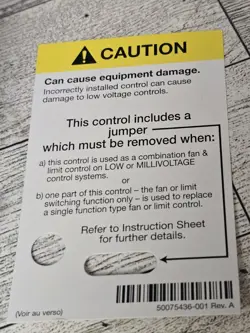 CAUTION
Can cause equipment damage.
Incorrectly installed control can cause
damage to low voltage controls.
This control includes a
jumper
which must be removed when:
a) this control is used as a combination fan &
limit control on LOW or MILLIVOLTAGE
control systems.
or
b) one part of this control – the fan or limit
switching function only – is used to replace
a single function type fan or limit control.
Refer to Instruction Sheet
for further details.
(Voir au verso)
50075436-001 Rev. A